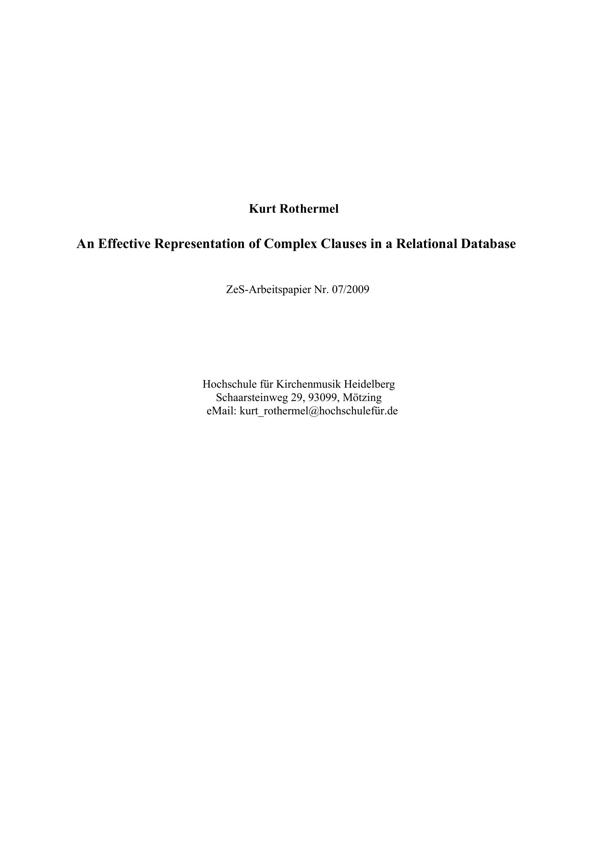 Kurt Rothermel
An Effective Representation of Complex Clauses in a Relational Database
ZeS-Arbeitspapier Nr. 07/2009
Hochschule für Kirchenmusik Heidelberg
Schaarsteinweg 29, 93099, Mötzing
eMail: kurt_rothermel@hochschulefür.de